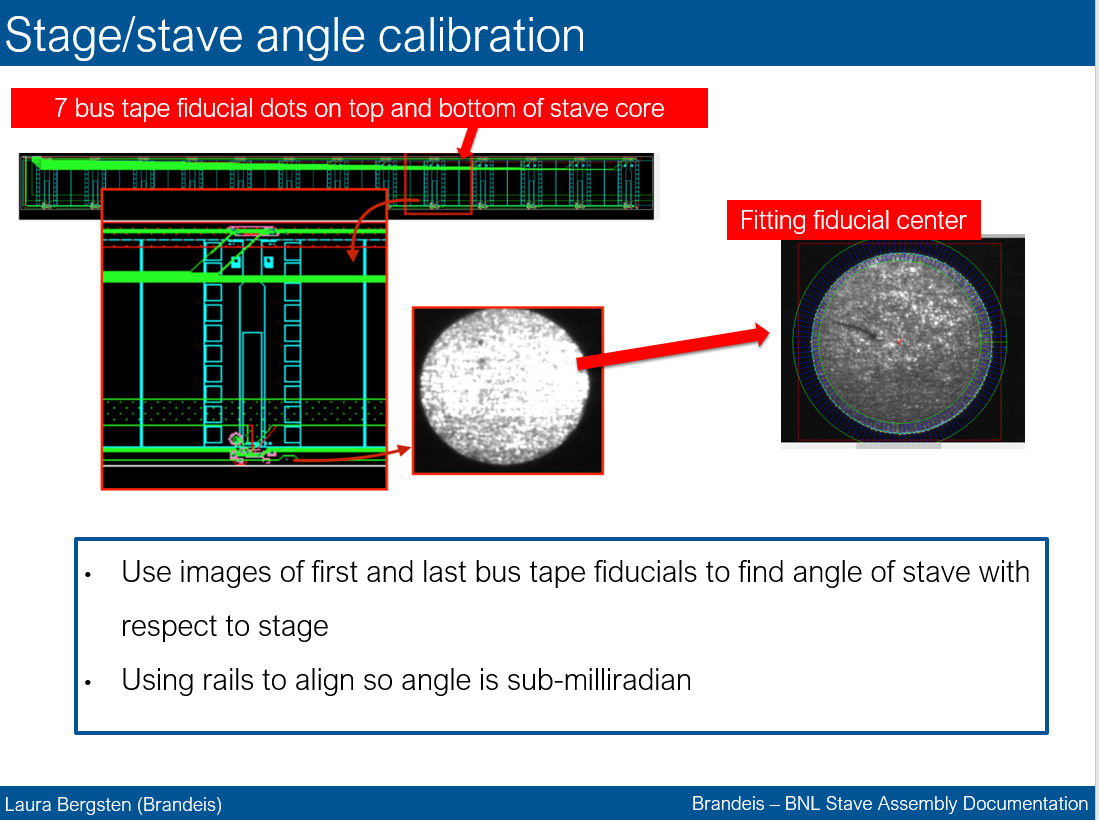 Stage/stave angle calibration
7 bus tape fiducial dots on top and bottom of stave core
Fitting fiducial center
• Use images of first and last bus tape fiducials to find angle of stave with
respect to stage
• Using rails to align so angle is sub-milliradian
Laura Bergsten (Brandeis)
Brandeis – BNL Stave Assembly Documentation